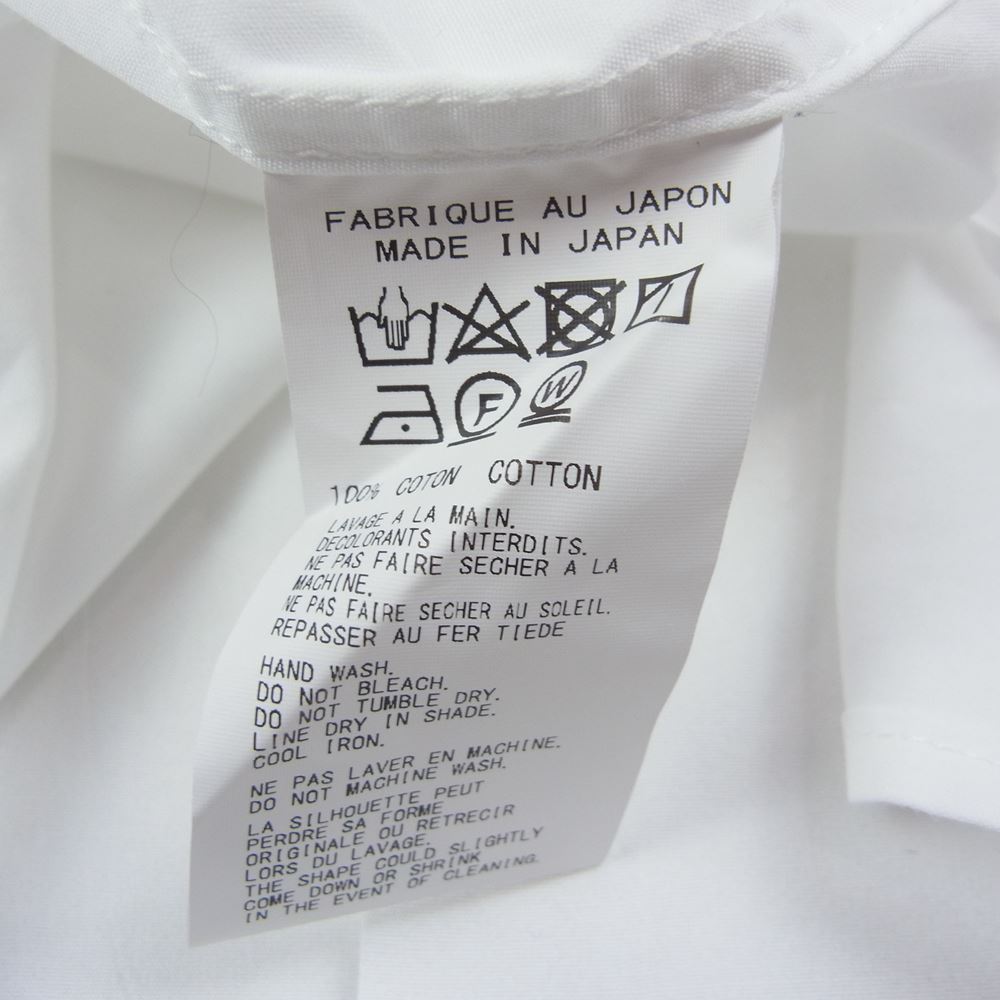 FABRIQUE AU JAPON
MADE IN JAPAN
F W
100% COTON COTTON
LAVAGE A LA MAIN.
DECOLORANTS INTERDITS.
NE PAS FAIRE SECHER A LA
MACHINE.
NE PAS FAIRE SECHER AU SOLEIL.
REPASSER AU FER TIEDE
HAND WASH.
DO NOT BLEACH.
DO NOT TUMBLE DRY.
LINE DRY IN SHADE.
COOL IRON.
NE PAS LAVER EN MACHINE.
DO NOT MACHINE WASH.
LA SILHOUETTE PEUT
PERDRE SA FORME
ORIGINALE OU RETRECIR
LORS DU LAVAGE.
THE SHAPE COULD SLIGHTLY
COME DOWN OR SHRINK
IN THE EVENT OF CLEANING.